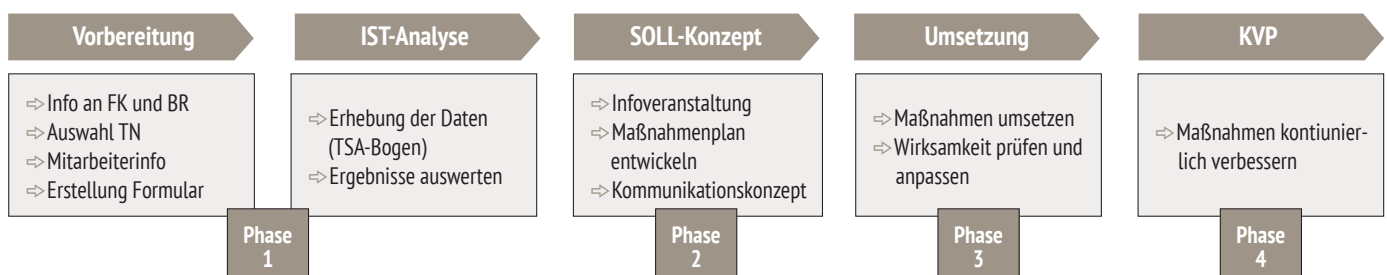 Vorbereitung
IST-Analyse
SOLL-Konzept
Umsetzung
KVP
⇨ Info an FK und BR
⇨ Auswahl TN
⇨ Mitarbeiterinfo
⇨ Erstellung Formular
⇨ Erhebung der Daten
(TSA-Bogen)
⇨ Ergebnisse auswerten
⇨ Infoveranstaltung
⇨ Maßnahmenplan
entwickeln
⇨ Kommunikationskonzept
⇨ Maßnahmen umsetzen
⇨ Wirksamkeit prüfen und
anpassen
⇨ Maßnahmen kontiunier-
lich verbessern
Phase
1
Phase
2
Phase
3
Phase
4